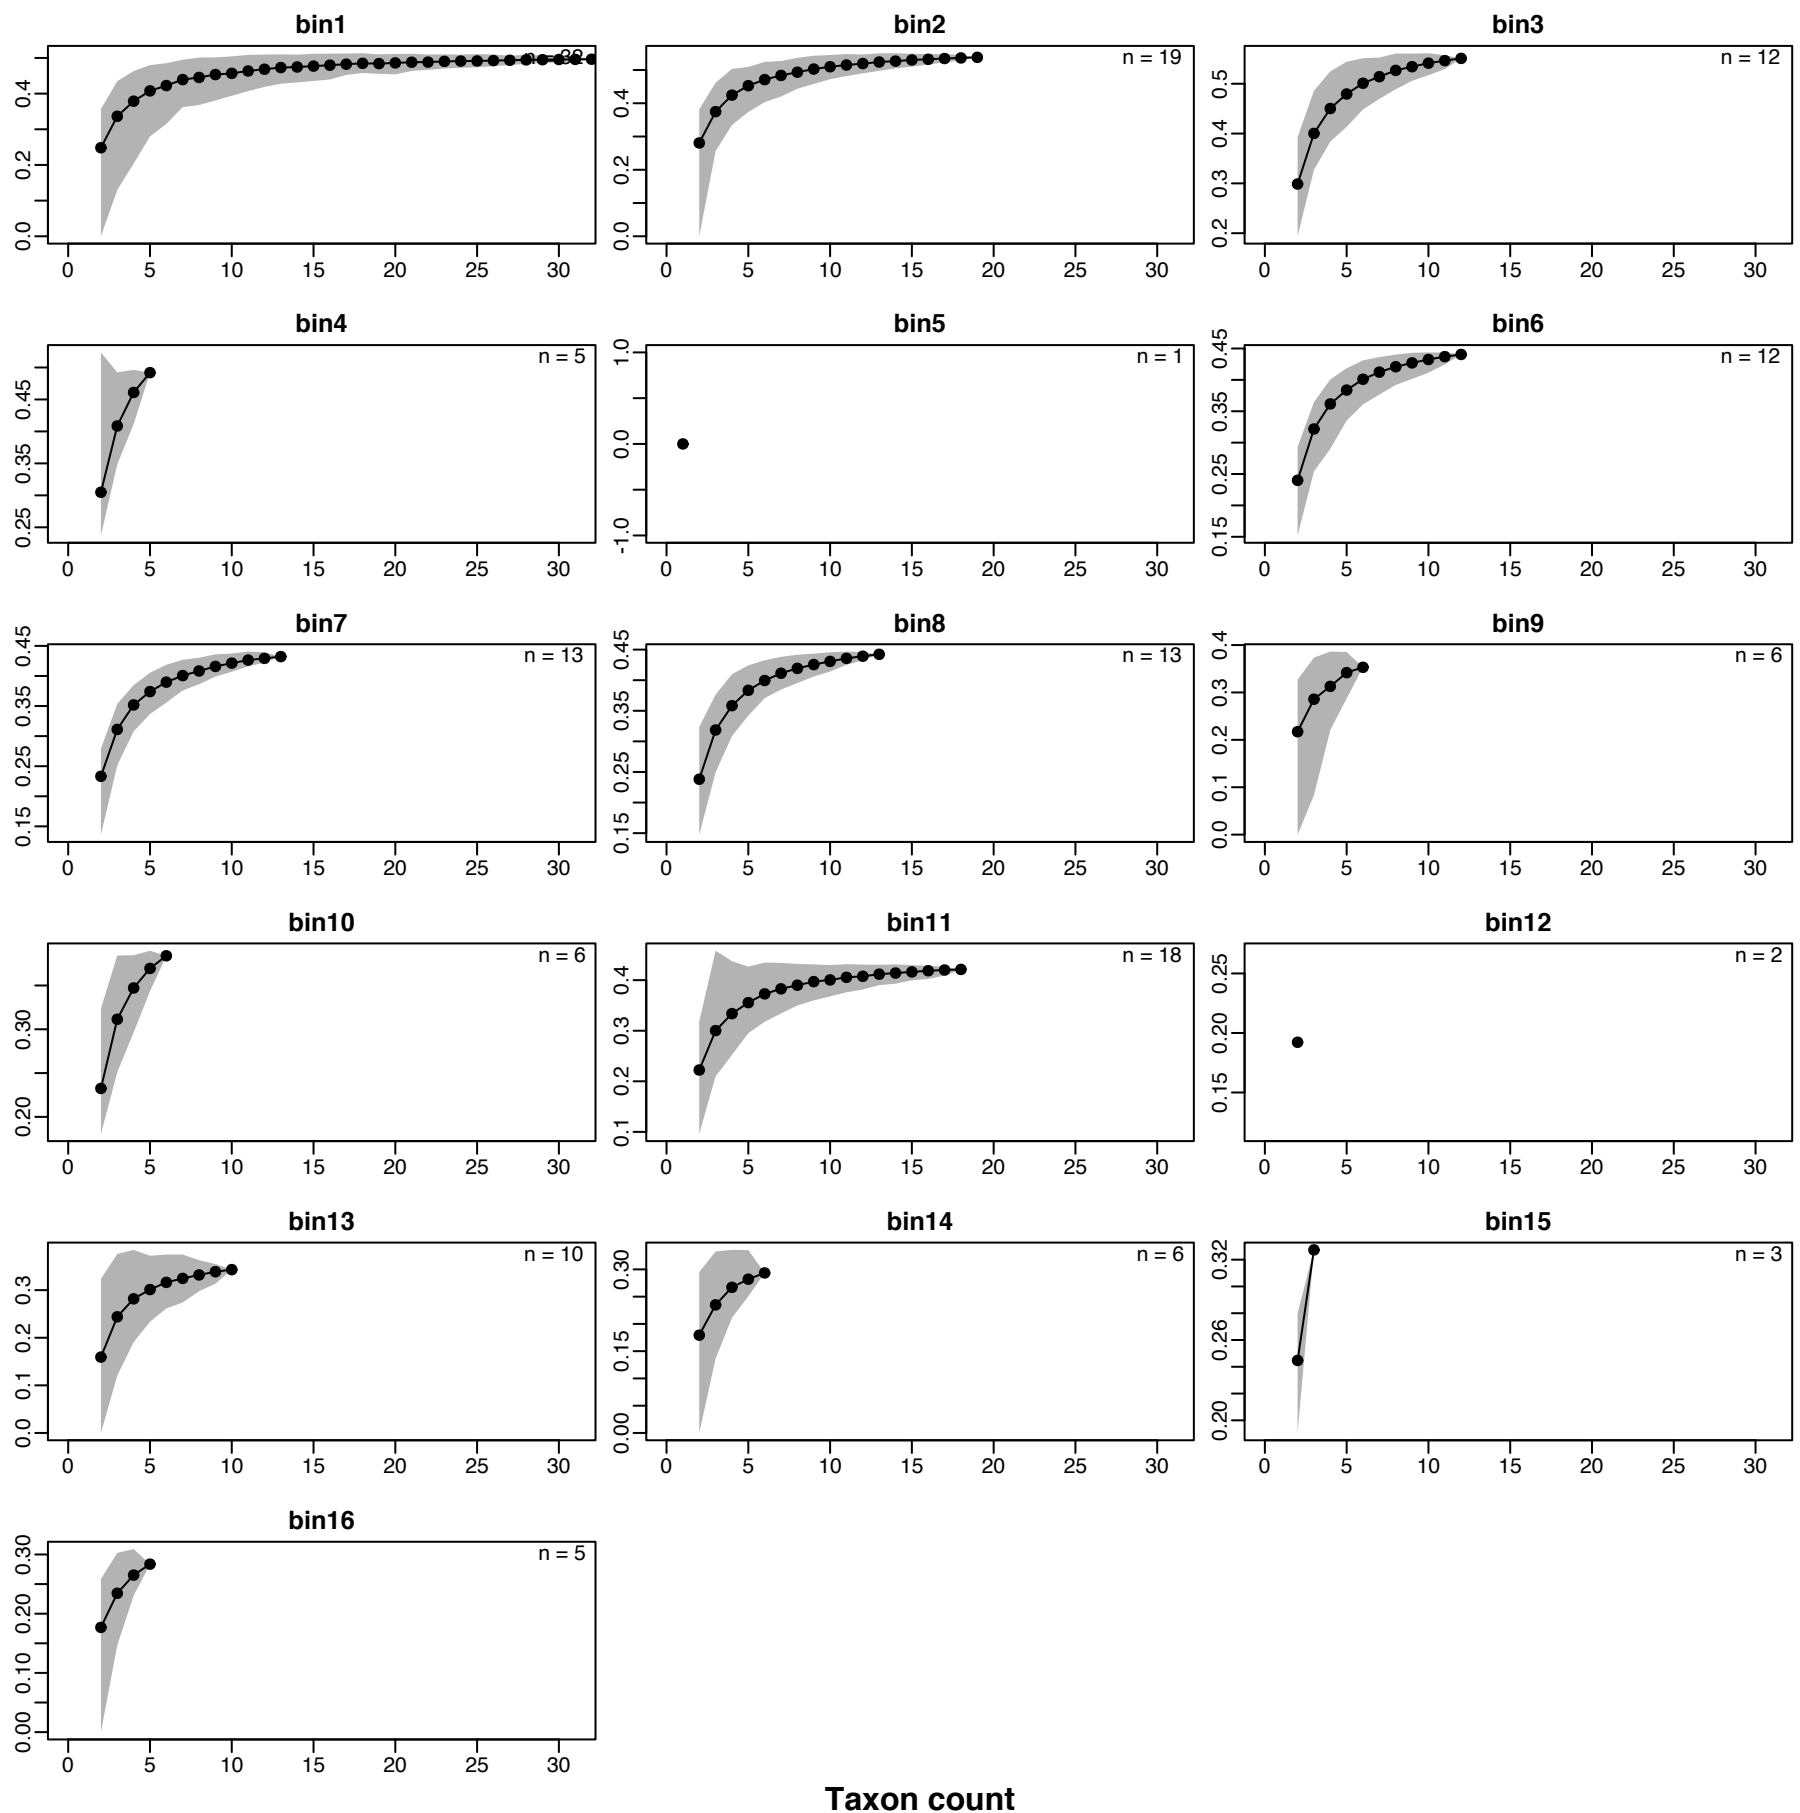 bin1 bin2 bin3
n = 32 n = 19 n = 12
0.0 0.2 0.4
0.0 0.2 0.4
0.2 0.3 0.4 0.5
0 5 10 15 20 25 30 0 5 10 15 20 25 30 0 5 10 15 20 25 30
bin4 bin5 bin6
n = 5 n = 1 n = 12
0.25 0.35 0.45
-1.0 0.0 1.0
0.15 0.25 0.35 0.45
0 5 10 15 20 25 30 0 5 10 15 20 25 30 0 5 10 15 20 25 30
bin7 bin8 bin9
n = 13 n = 13 n = 6
0.15 0.25 0.35 0.45
0.15 0.25 0.35 0.45
0.0 0.1 0.2 0.3 0.4
0 5 10 15 20 25 30 0 5 10 15 20 25 30 0 5 10 15 20 25 30
bin10 bin11 bin12
n = 6 n = 18 n = 2
0.20 0.30
0.1 0.2 0.3 0.4
0.15 0.20 0.25
0 5 10 15 20 25 30 0 5 10 15 20 25 30 0 5 10 15 20 25 30
bin13 bin14 bin15
n = 10 n = 6 n = 3
0.0 0.1 0.2 0.3
0.00 0.15 0.30
0.20 0.26 0.32
0 5 10 15 20 25 30 0 5 10 15 20 25 30 0 5 10 15 20 25 30
bin16
n = 5
0.00 0.10 0.20 0.30
0 5 10 15 20 25 30
Taxon count